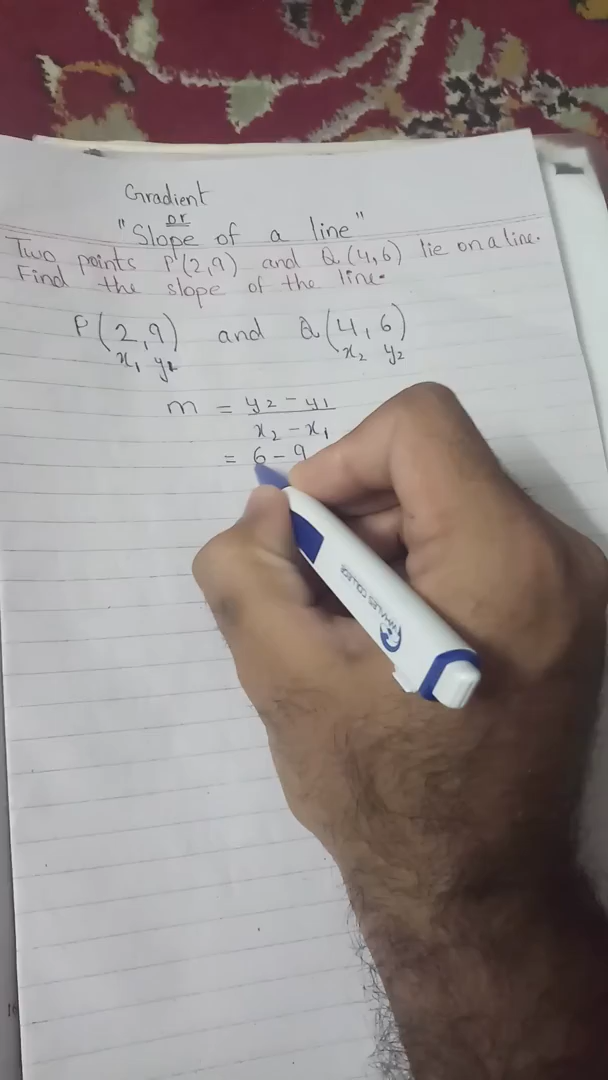 Gradient
or
"Slope of a line"
Two points P(2,9) and Q(4,6) lie on a line.
Find the slope of the line.
P(2,9) and Q(4,6)
x₁ y₁ x₂ y₂
m = y₂ - y₁
x₂ - x₁
= 6 - 9